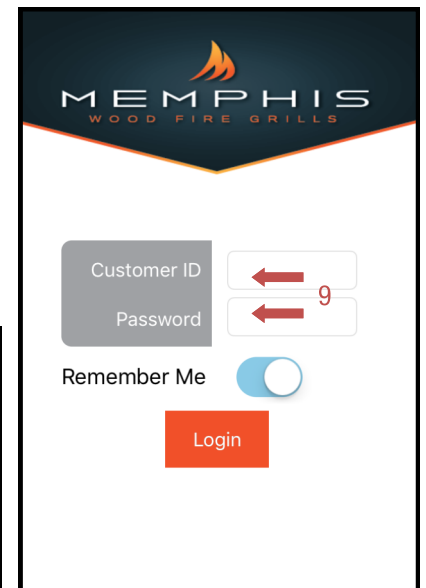 MEMPHIS
WOOD FIRE GRILLS
Customer ID
9
Password
Remember Me
Login